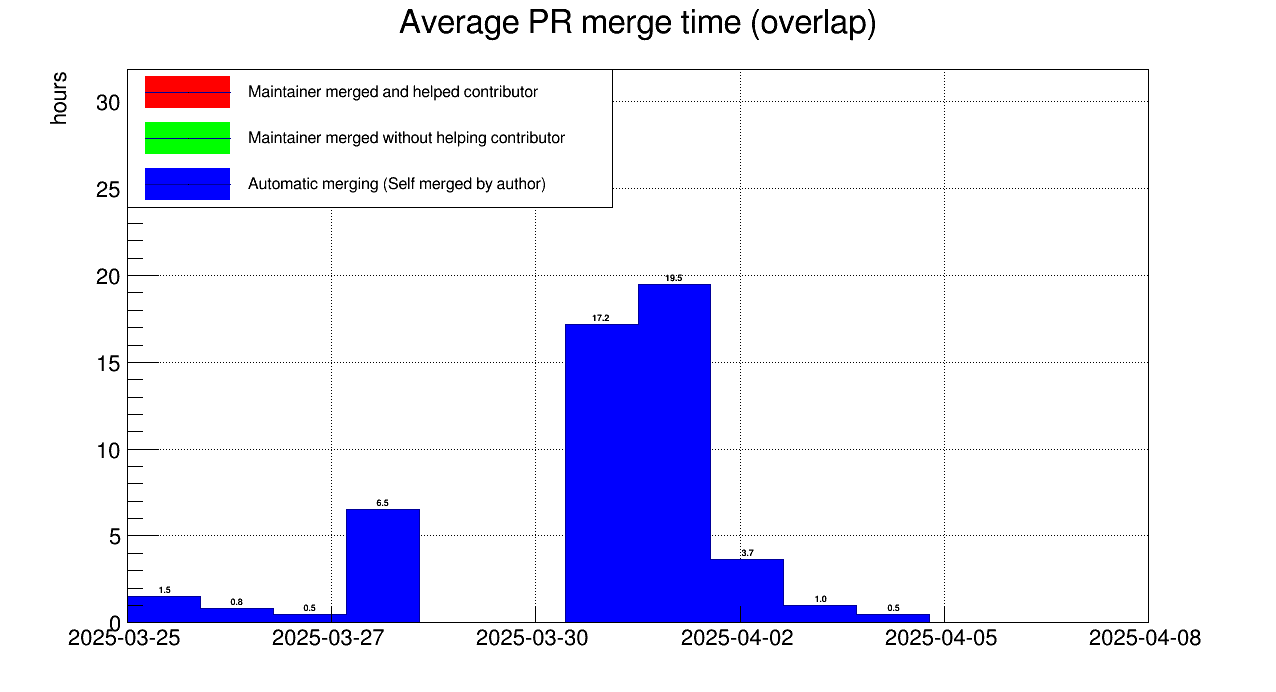 Average PR merge time (overlap)
hours
Maintainer merged and helped contributor
Maintainer merged without helping contributor
Automatic merging (Self merged by author)
30
25
20
15
10
5
0
19.5
17.2
6.5
3.7
1.5
0.8
0.5
1.0
0.5
2025-03-25 2025-03-27 2025-03-30 2025-04-02 2025-04-05 2025-04-08